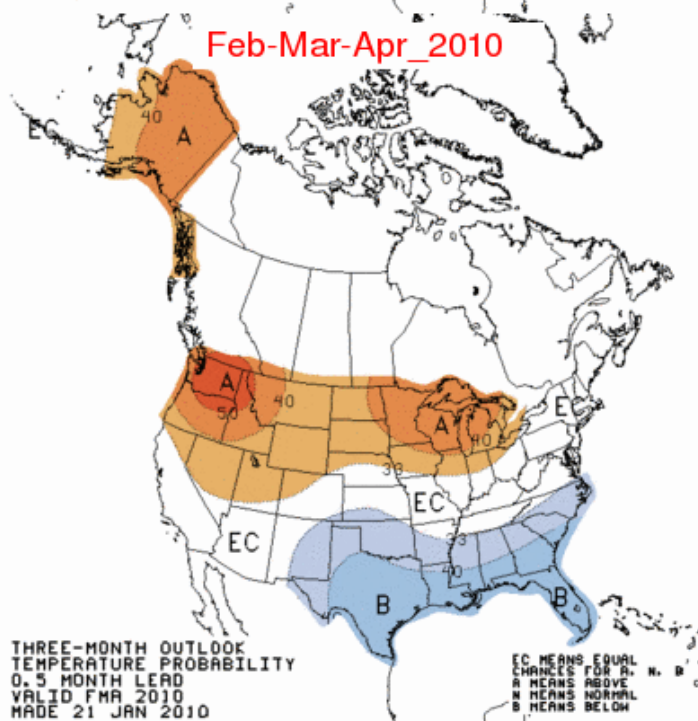 Feb-Mar-Apr_2010
40
EC
A
A
40
50
A
40
EC
33
EC
EC
33
40
B
B
THREE-MONTH OUTLOOK
TEMPERATURE PROBABILITY
0.5 MONTH LEAD
VALID FMA 2010
MADE 21 JAN 2010
EC MEANS EQUAL
CHANCES FOR A, N, B
A MEANS ABOVE
N MEANS NORMAL
B MEANS BELOW